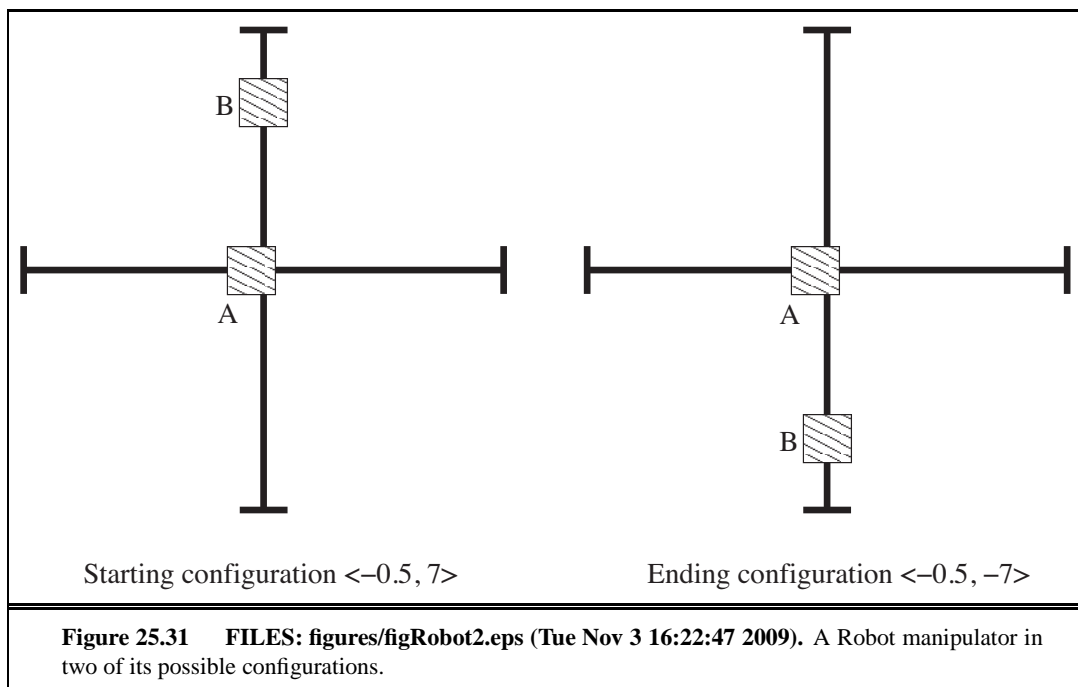 B
A
A
B
Starting configuration <−0.5, 7>
Ending configuration <−0.5, −7>
Figure 25.31 FILES: figures/figRobot2.eps (Tue Nov 3 16:22:47 2009). A Robot manipulator in
two of its possible configurations.